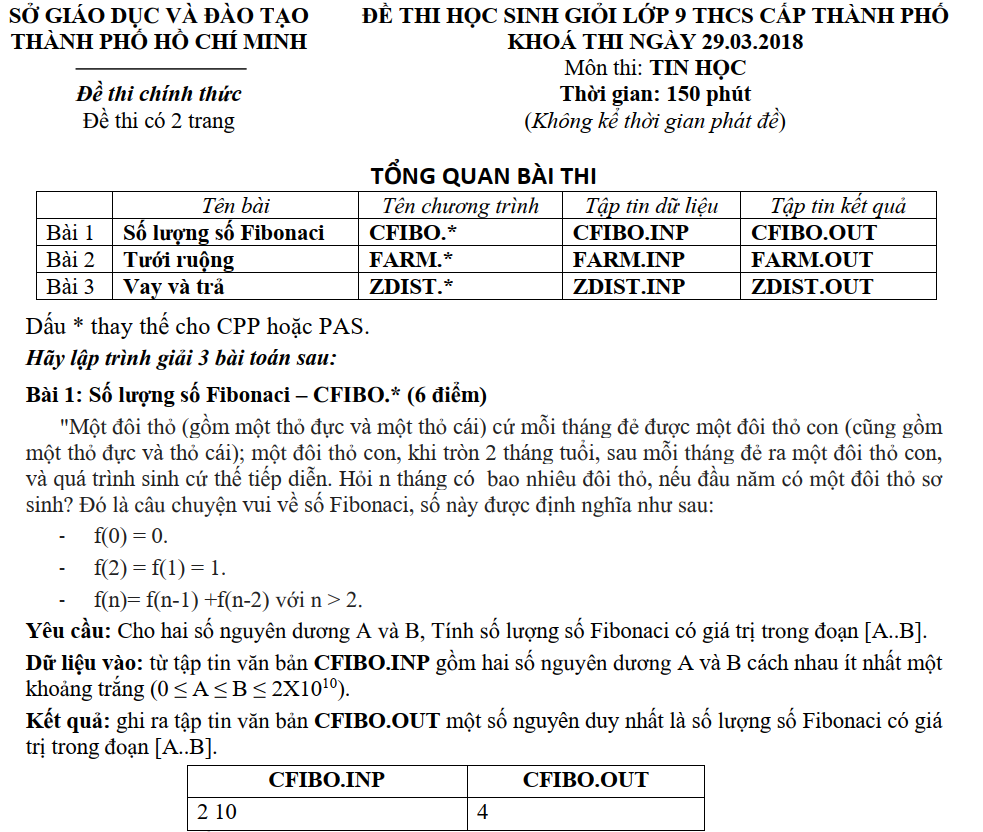 SỞ GIÁO DỤC VÀ ĐÀO TẠO
THÀNH PHỐ HỒ CHÍ MINH
Đề thi chính thức
Đề thi có 2 trang
ĐỀ THI HỌC SINH GIỎI LỚP 9 THCS CẤP THÀNH PHỐ
KHOÁ THI NGÀY 29.03.2018
Môn thi: TIN HỌC
Thời gian: 150 phút
(Không kể thời gian phát đề)
TỔNG QUAN BÀI THI
Tên bài Tên chương trình Tập tin dữ liệu Tập tin kết quả
Bài 1 Số lượng số Fibonaci CFIBO.* CFIBO.INP CFIBO.OUT
Bài 2 Tưới ruộng FARM.* FARM.INP FARM.OUT
Bài 3 Vay và trả ZDIST.* ZDIST.INP ZDIST.OUT
Dấu * thay thế cho CPP hoặc PAS.
Hãy lập trình giải 3 bài toán sau:
Bài 1: Số lượng số Fibonaci – CFIBO.* (6 điểm)
"Một đôi thỏ (gồm một thỏ đực và một thỏ cái) cứ mỗi tháng đẻ được một đôi thỏ con (cũng gồm
một thỏ đực và thỏ cái); một đôi thỏ con, khi tròn 2 tháng tuổi, sau mỗi tháng đẻ ra một đôi thỏ con,
và quá trình sinh cứ thế tiếp diễn. Hỏi n tháng có bao nhiêu đôi thỏ, nếu đầu năm có một đôi thỏ sơ
sinh? Đó là câu chuyện vui về số Fibonaci, số này được định nghĩa như sau:
- f(0) = 0.
- f(2) = f(1) = 1.
- f(n)= f(n-1) +f(n-2) với n > 2.
Yêu cầu: Cho hai số nguyên dương A và B, Tính số lượng số Fibonaci có giá trị trong đoạn [A..B].
Dữ liệu vào: từ tập tin văn bản CFIBO.INP gồm hai số nguyên dương A và B cách nhau ít nhất một
khoảng trắng (0 ≤ A ≤ B ≤ 2X10¹⁰).
Kết quả: ghi ra tập tin văn bản CFIBO.OUT một số nguyên duy nhất là số lượng số Fibonaci có giá
trị trong đoạn [A..B].
CFIBO.INP CFIBO.OUT
2 10 4